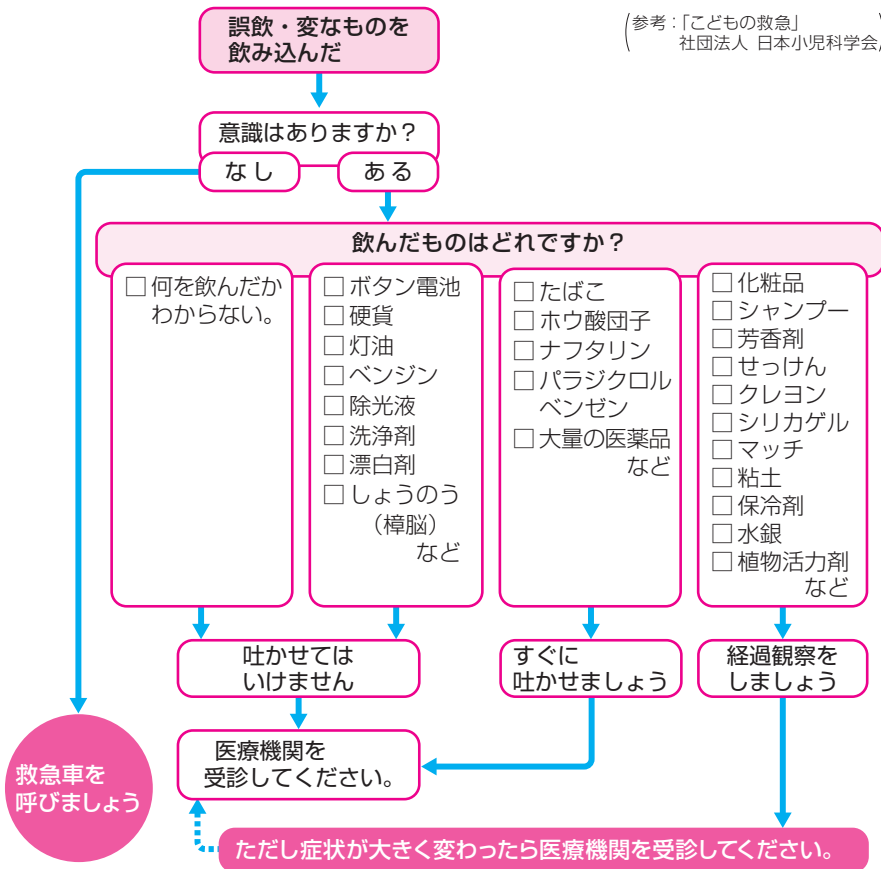 誤飲・変なものを
飲み込んだ
(参考:「こどもの救急」
社団法人 日本小児科学会)
意識はありますか?
なし
ある
飲んだものはどれですか?
□何を飲んだか
わからない。
□ボタン電池
□硬貨
□灯油
□ベンジン
□除光液
□洗浄剤
□漂白剤
□しょうのう
(樟脳)
など
□たばこ
□ホウ酸団子
□ナフタリン
□パラジクロル
ベンゼン
□大量の医薬品
など
□化粧品
□シャンプー
□芳香剤
□せっけん
□クレヨン
□シリカゲル
□マッチ
□粘土
□保冷剤
□水銀
□植物活力剤
など
吐かせては
いけません
すぐに
吐かせましょう
経過観察を
しましょう
医療機関を
受診してください。
救急車を
呼びましょう
ただし症状が大きく変わったら医療機関を受診してください。